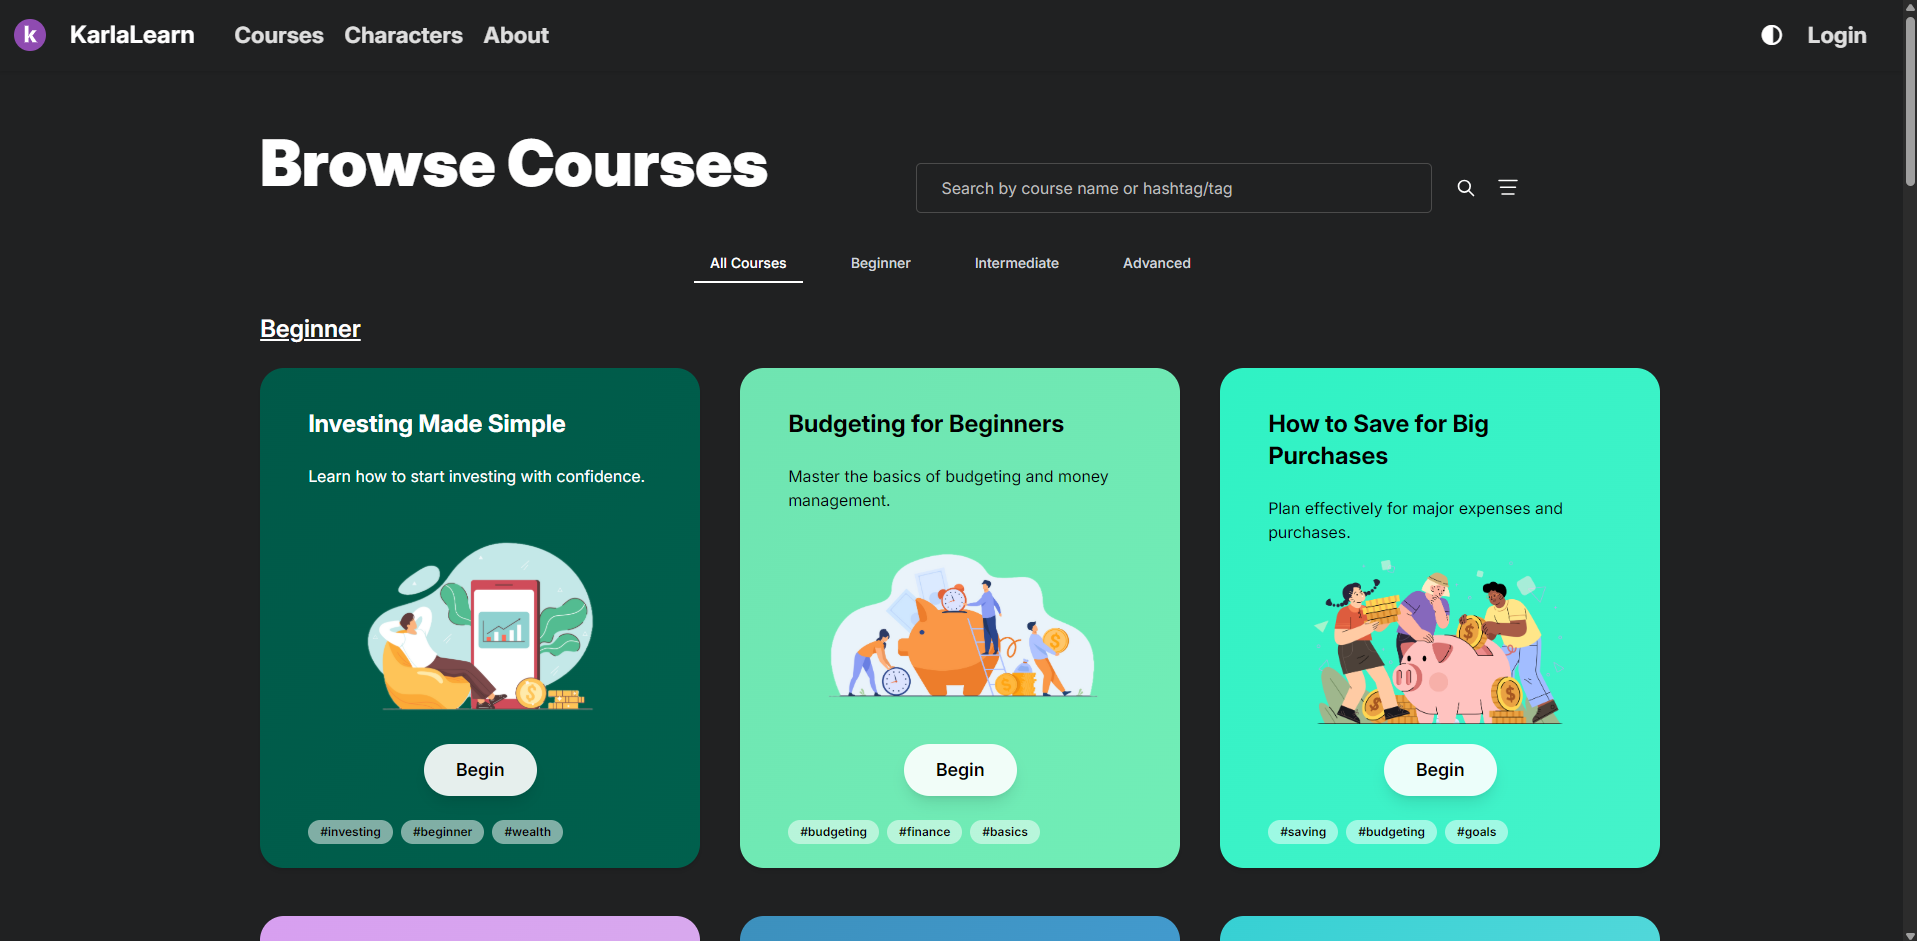 k KarlaLearn Courses Characters About Login
Browse Courses
Search by course name or hashtag/tag
All Courses Beginner Intermediate Advanced
Beginner
Investing Made Simple
Learn how to start investing with confidence.
Begin
#investing #beginner #wealth
Budgeting for Beginners
Master the basics of budgeting and money
management.
Begin
#budgeting #finance #basics
How to Save for Big
Purchases
Plan effectively for major expenses and
purchases.
Begin
#saving #budgeting #goals